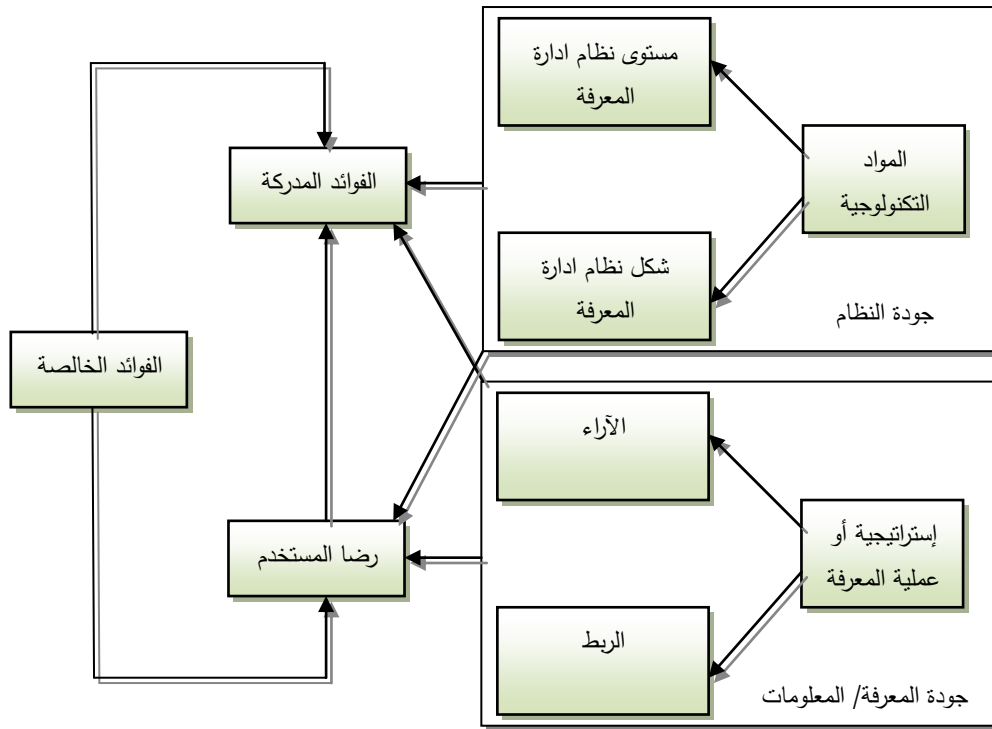 مستوى نظام ادارة
المعرفة
المواد
التكنولوجية
شكل نظام ادارة
المعرفة
جودة النظام
الفوائد المدركة
الفوائد الخالصة
رضا المستخدم
الآراء
إستراتيجية أو
عملية المعرفة
الربط
جودة المعرفة/ المعلومات